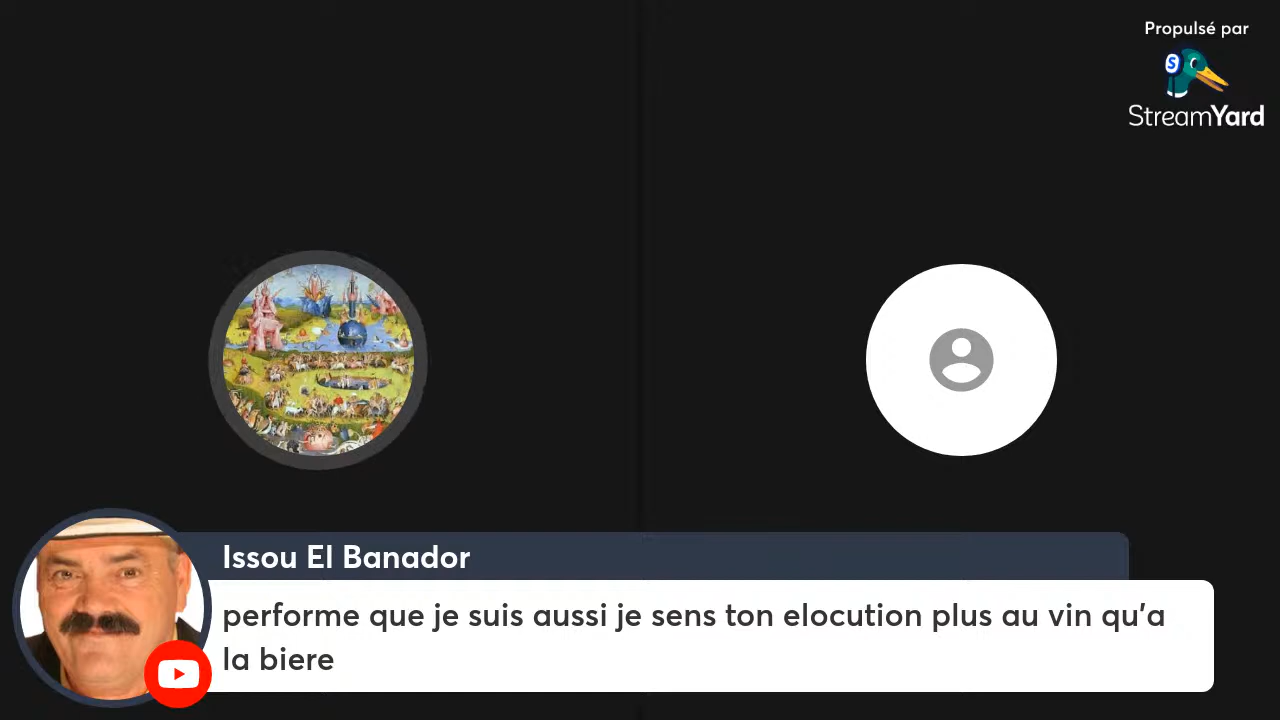 Propulsé par
S
StreamYard
Issou El Banador
performe que je suis aussi je sens ton elocution plus au vin qu'a
la biere